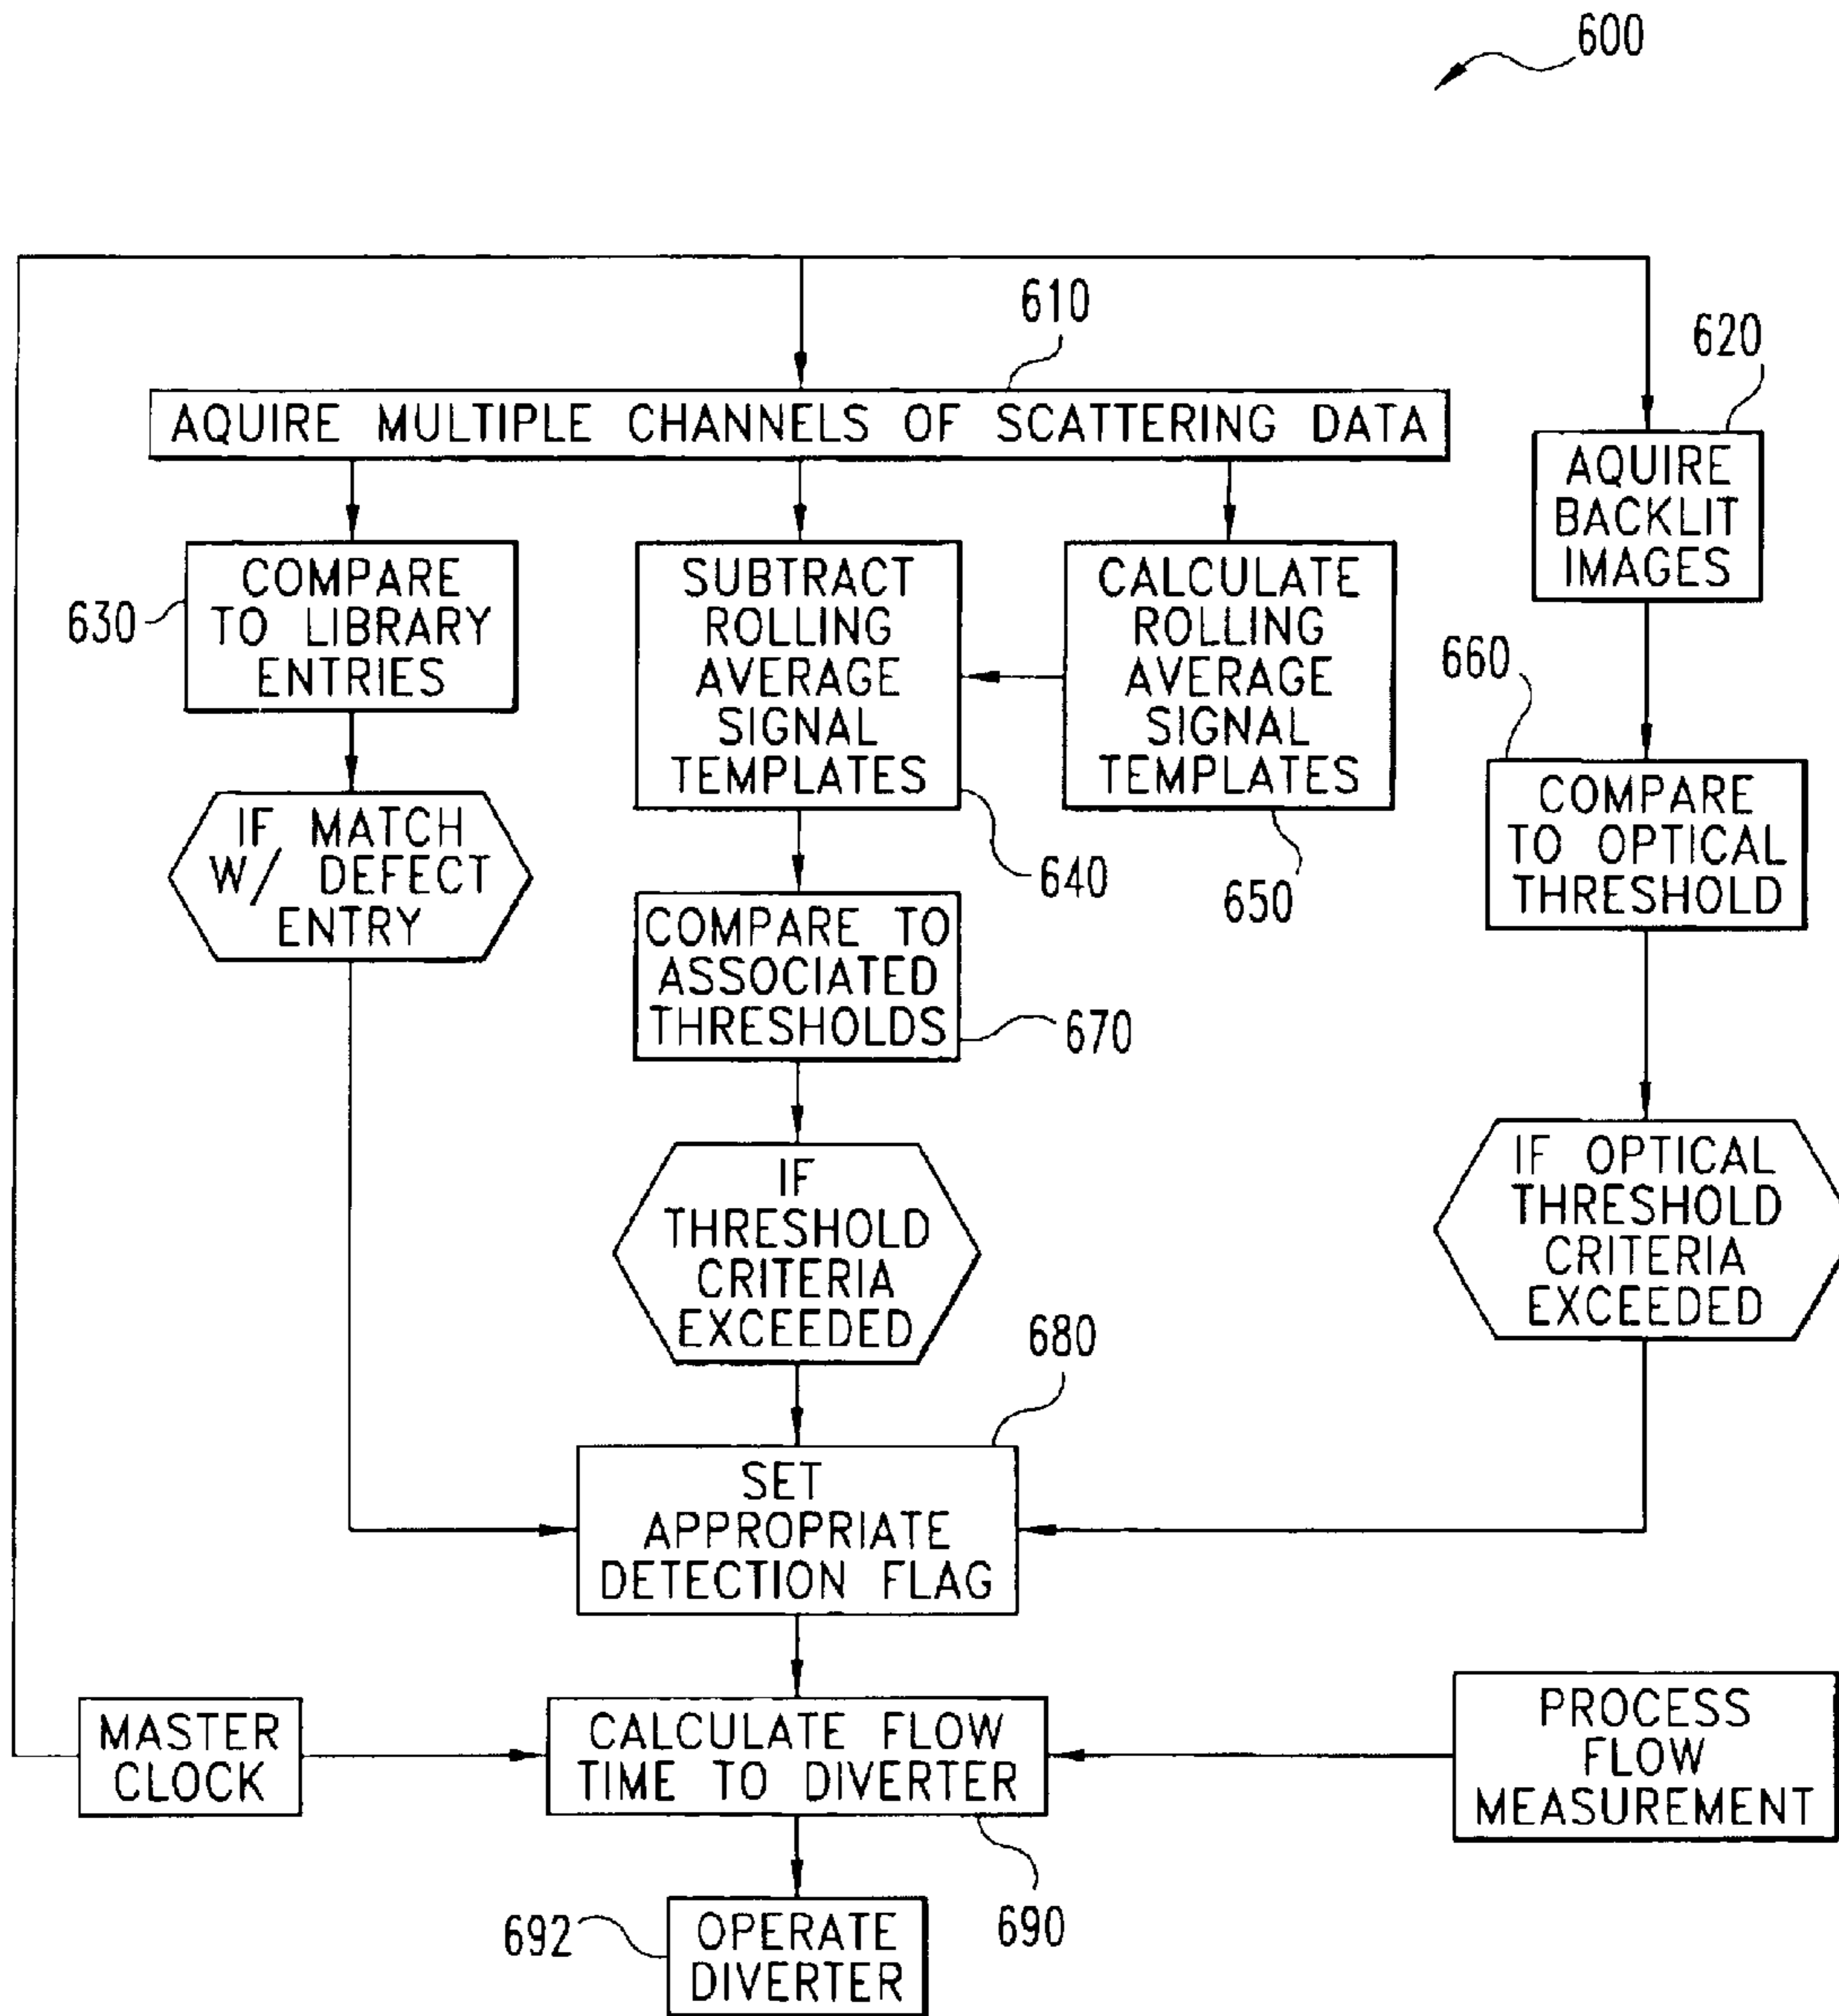 600
610
620
AQUIRE MULTIPLE CHANNELS OF SCATTERING DATA
AQUIRE
BACKLIT
IMAGES
630
COMPARE
TO LIBRARY
ENTRIES
SUBTRACT
ROLLING
AVERAGE
SIGNAL
TEMPLATES
640
CALCULATE
ROLLING
AVERAGE
SIGNAL
TEMPLATES
650
660
COMPARE
TO OPTICAL
THRESHOLD
IF MATCH
W/ DEFECT
ENTRY
COMPARE TO
ASSOCIATED
THRESHOLDS
670
IF
THRESHOLD
CRITERIA
EXCEEDED
IF OPTICAL
THRESHOLD
CRITERIA
EXCEEDED
680
SET
APPROPRIATE
DETECTION FLAG
MASTER
CLOCK
CALCULATE FLOW
TIME TO DIVERTER
690
PROCESS
FLOW
MEASUREMENT
692
OPERATE
DIVERTER